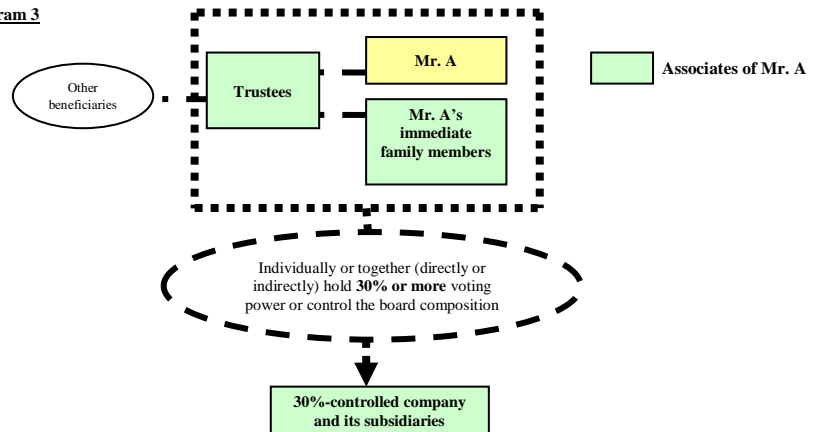 ram 3
Other
beneficiaries
Trustees
Mr. A
Mr. A's
immediate
family members
Associates of Mr. A
Individually or together (directly or
indirectly) hold 30% or more voting
power or control the board composition
30%-controlled company
and its subsidiaries